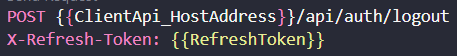 POST {{ClientApi_HostAddress}}/api/auth/logout
X-Refresh-Token: {{RefreshToken}}